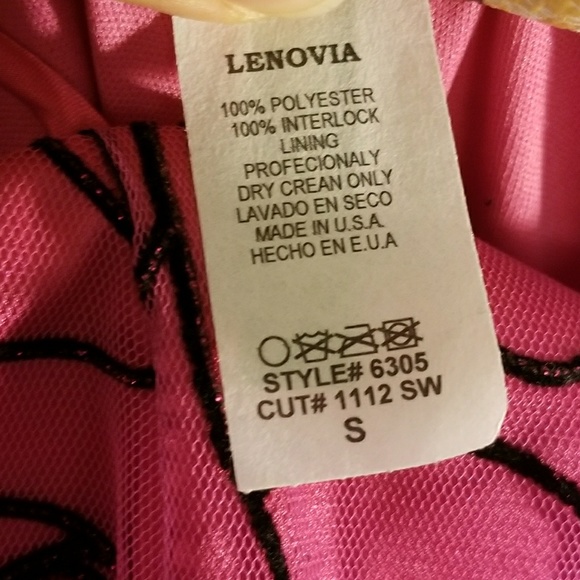 LENOVIA
100% POLYESTER
100% INTERLOCK
LINING
PROFECIONALY
DRY CREAN ONLY
LAVADO EN SECO
MADE IN U.S.A.
HECHO EN E.U.A
STYLE# 6305
CUT# 1112 SW
S